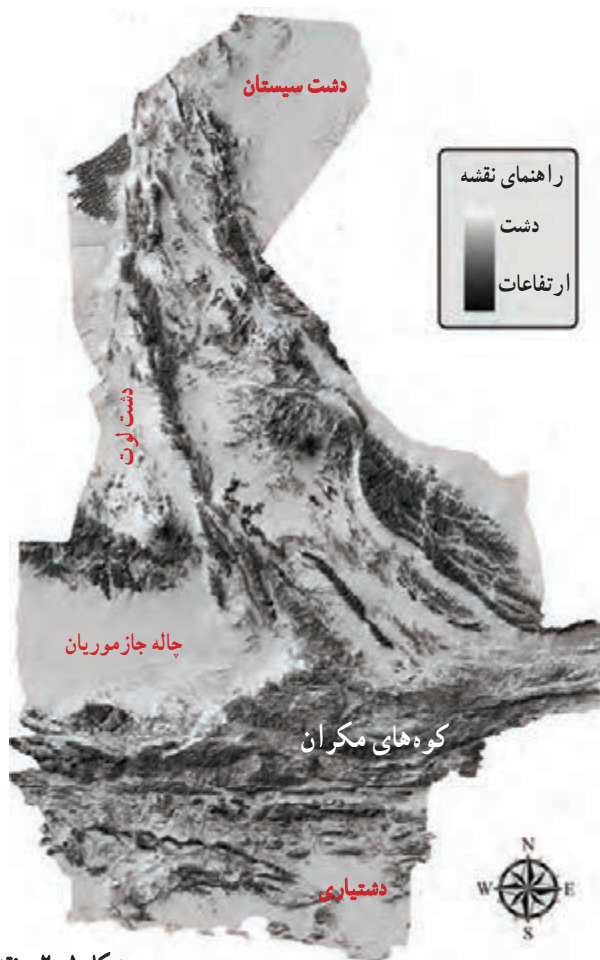 دشت سیستان
راهنمای نقشه
دشت
ارتفاعات
دشت لوت
چاله جازموریان
کوه‌های مکران
دشتیاری
N
W E
S